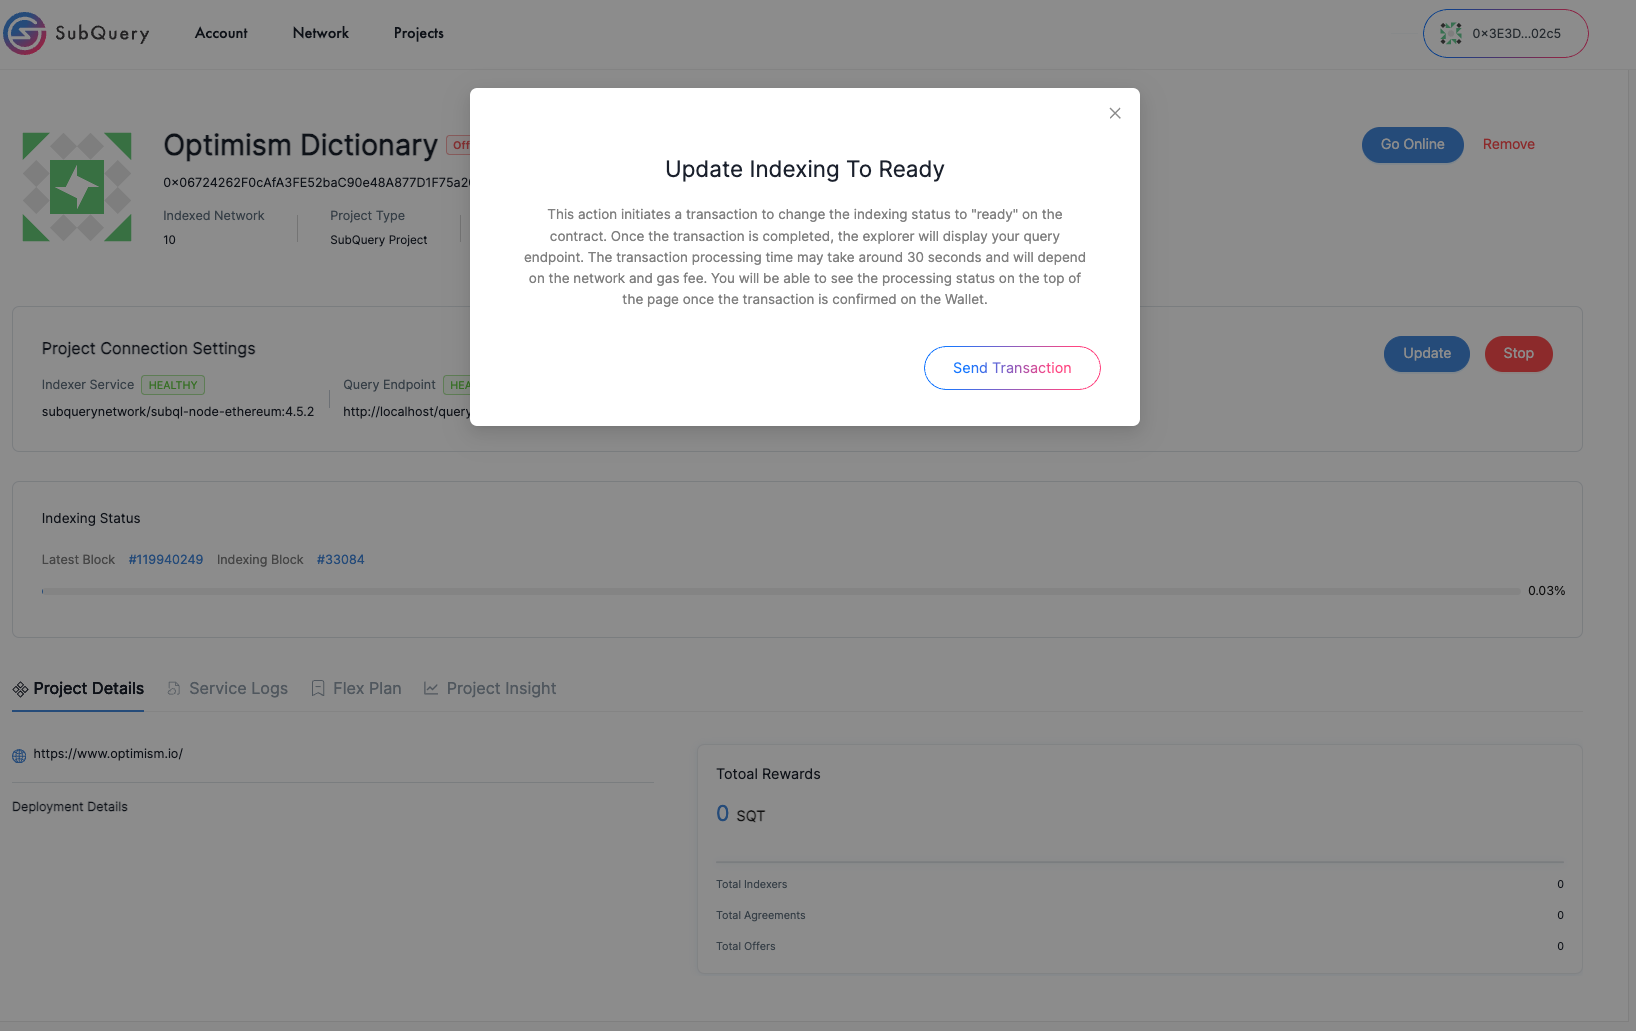 SubQuery
Account
Network
Projects
0x3E3D...02c5
Update Indexing To Ready
This action initiates a transaction to change the indexing status to "ready" on the
contract. Once the transaction is completed, the explorer will display your query
endpoint. The transaction processing time may take around 30 seconds and will depend
on the network and gas fee. You will be able to see the processing status on the top of
the page once the transaction is confirmed on the Wallet.
Send Transaction
Optimism Dictionary
Go Online
Remove
0x06724262F0cAfA3FE52baC90e48A877D1F75a2
Indexed Network
Project Type
10
SubQuery Project
Project Connection Settings
Update
Stop
Indexer Service
HEALTHY
Query Endpoint
subquerynetwork/subql-node-ethereum:4.5.2
http://localhost/query
Indexing Status
Latest Block #119940249 Indexing Block #33084
0.03%
Project Details
Service Logs
Flex Plan
Project Insight
https://www.optimism.io/
Deployment Details
Totoal Rewards
0 SQT
Total Indexers 0
Total Agreements 0
Total Offers 0